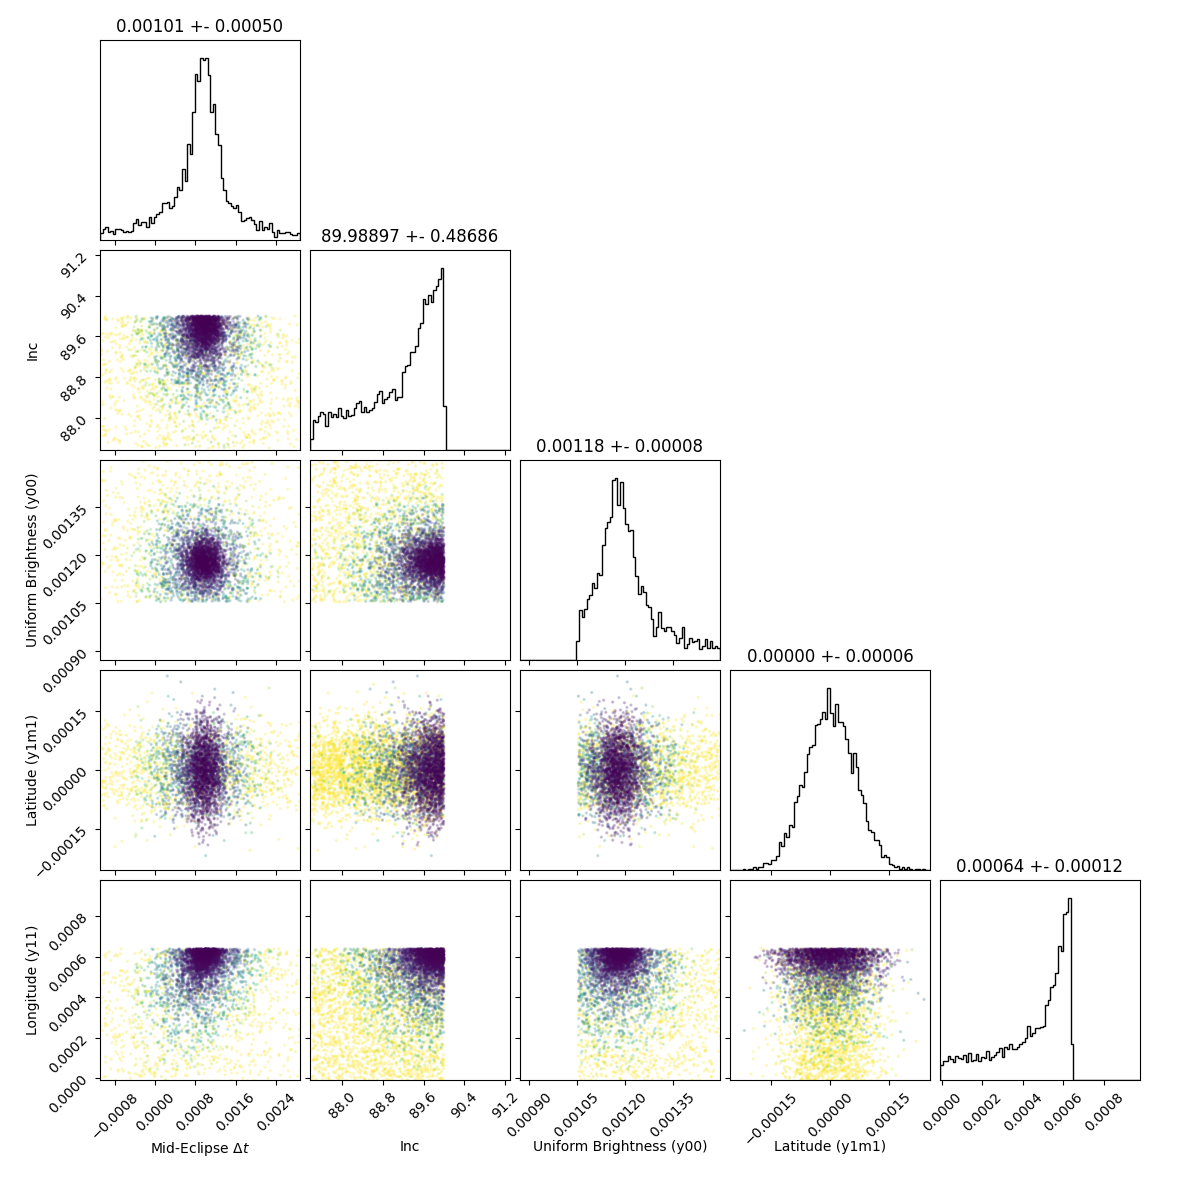 0.00101 +- 0.00050
89.98897 +- 0.48686
91.2
90.4
89.6
88.8
88.0
Inc
0.00118 +- 0.00008
0.00135
0.00120
0.00105
0.00090
Uniform Brightness (y00)
0.00000 +- 0.00006
0.00015
0.00000
−0.00015
Latitude (y1m1)
0.00064 +- 0.00012
0.0008
0.0006
0.0004
0.0002
0.0000
Longitude (y11)
−0.0008 0.0000 0.0008 0.0016 0.0024
88.0 88.8 89.6 90.4 91.2
0.00090 0.00105 0.00120 0.00135
−0.00015 0.00000 0.00015
0.0000 0.0002 0.0004 0.0006 0.0008
Mid-Eclipse Δt
Inc
Uniform Brightness (y00)
Latitude (y1m1)